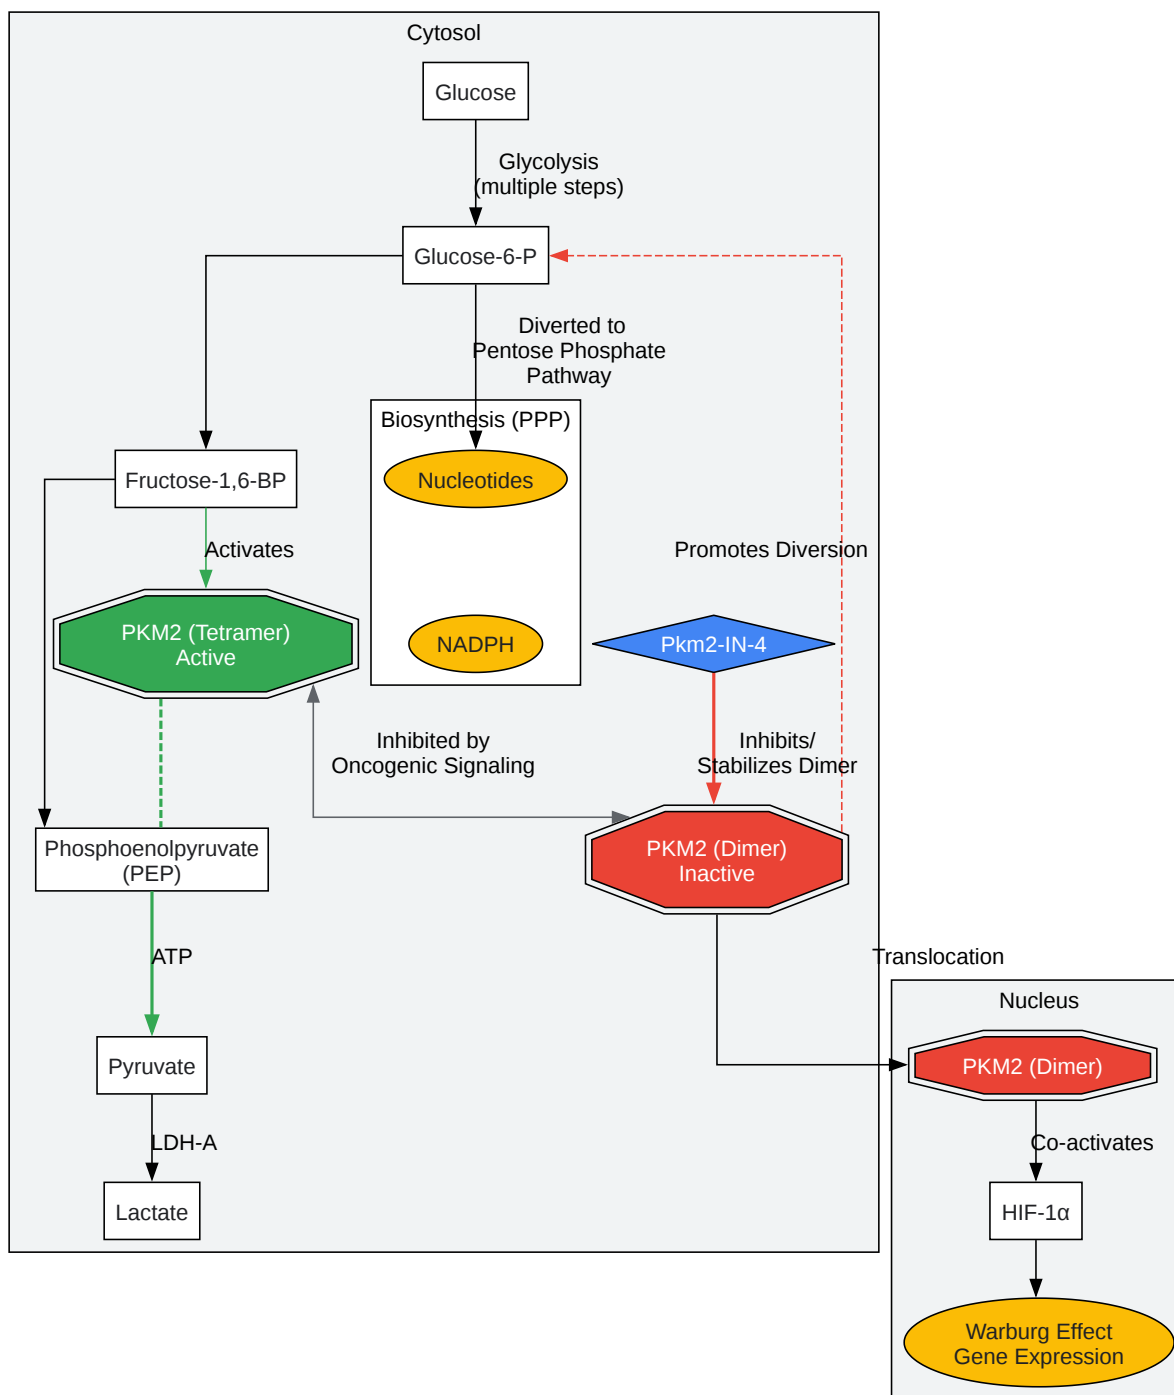 Cytosol
Glucose
Glycolysis
(multiple steps)
Glucose-6-P
Diverted to
Pentose Phosphate
Pathway
Biosynthesis (PPP)
Fructose-1,6-BP
Nucleotides
Activates
Promotes Diversion
PKM2 (Tetramer)
Active
NADPH
Pkm2-IN-4
Inhibited by
Oncogenic Signaling
Inhibits/
Stabilizes Dimer
Phosphoenolpyruvate
(PEP)
PKM2 (Dimer)
Inactive
ATP
Translocation
Nucleus
Pyruvate
PKM2 (Dimer)
LDH-A
Co-activates
Lactate
HIF-1α
Warburg Effect
Gene Expression